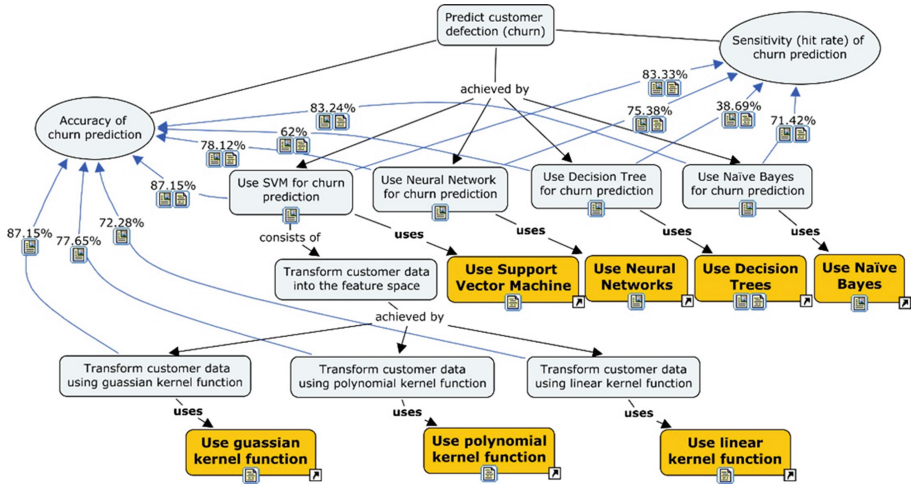 Predict customer
defection (churn)
Sensitivity (hit rate) of
churn prediction
83.33%
achieved by
83.24%
75.38%
38.69%
Accuracy of
churn prediction
62%
71.42%
78.12%
Use SVM for churn
prediction
Use Neural Network
for churn prediction
Use Decision Tree
for churn prediction
Use Naïve Bayes
for churn prediction
87.15%
87.15%
77.65%
72.28%
consists of
uses
uses
uses
uses
Transform customer data
into the feature space
Use Support
Vector Machine
Use Neural
Networks
Use Decision
Trees
Use Naïve
Bayes
achieved by
Transform customer data
using guassian kernel function
Transform customer data
using polynomial kernel function
Transform customer data
using linear kernel function
uses
uses
uses
Use guassian
kernel function
Use polynomial
kernel function
Use linear
kernel function